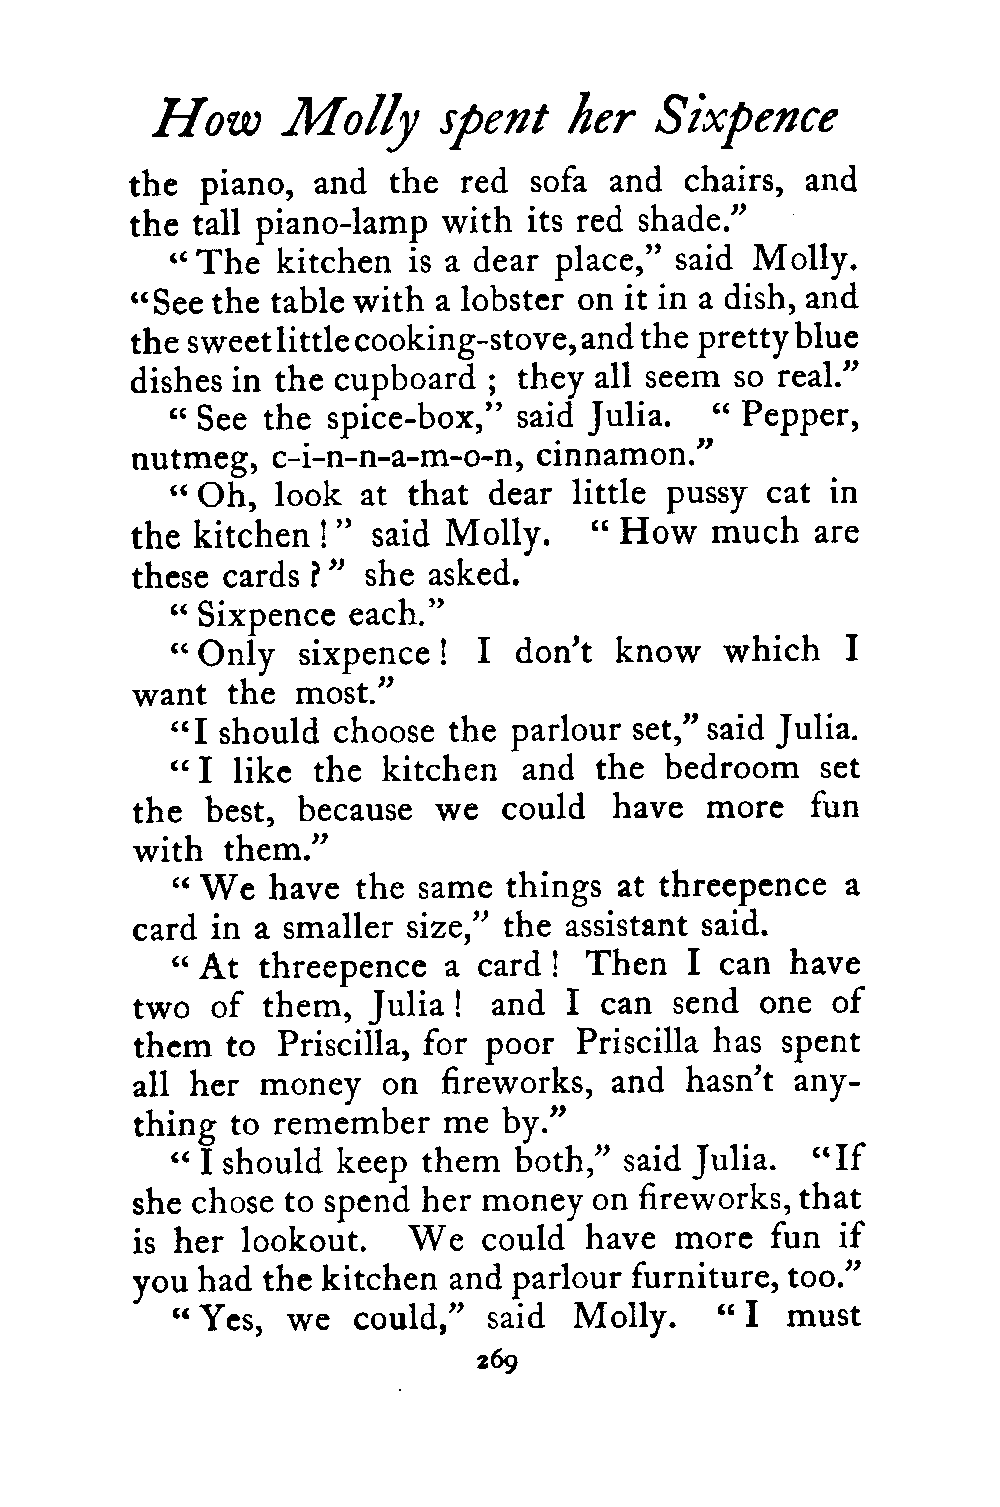 How Molly spent her Sixpence
the piano, and the red sofa and chairs, and
the tall piano-lamp with its red shade.”
“The kitchen is a dear place,” said Molly.
“See the table with a lobster on it in a dish, and
the sweet little cooking-stove, and the pretty blue
dishes in the cupboard ; they all seem so real.”
“See the spice-box,” said Julia. “Pepper,
nutmeg, c-i-n-n-a-m-o-n, cinnamon.”
“Oh, look at that dear little pussy cat in
the kitchen !” said Molly. “How much are
these cards ?” she asked.
“Sixpence each.”
“Only sixpence ! I don’t know which I
want the most.”
“I should choose the parlour set,” said Julia.
“I like the kitchen and the bedroom set
the best, because we could have more fun
with them.”
“We have the same things at threepence a
card in a smaller size,” the assistant said.
“At threepence a card ! Then I can have
two of them, Julia ! and I can send one of
them to Priscilla, for poor Priscilla has spent
all her money on fireworks, and hasn’t any-
thing to remember me by.”
“I should keep them both,” said Julia. “If
she chose to spend her money on fireworks, that
is her lookout. We could have more fun if
you had the kitchen and parlour furniture, too.”
“Yes, we could,” said Molly. “I must
269